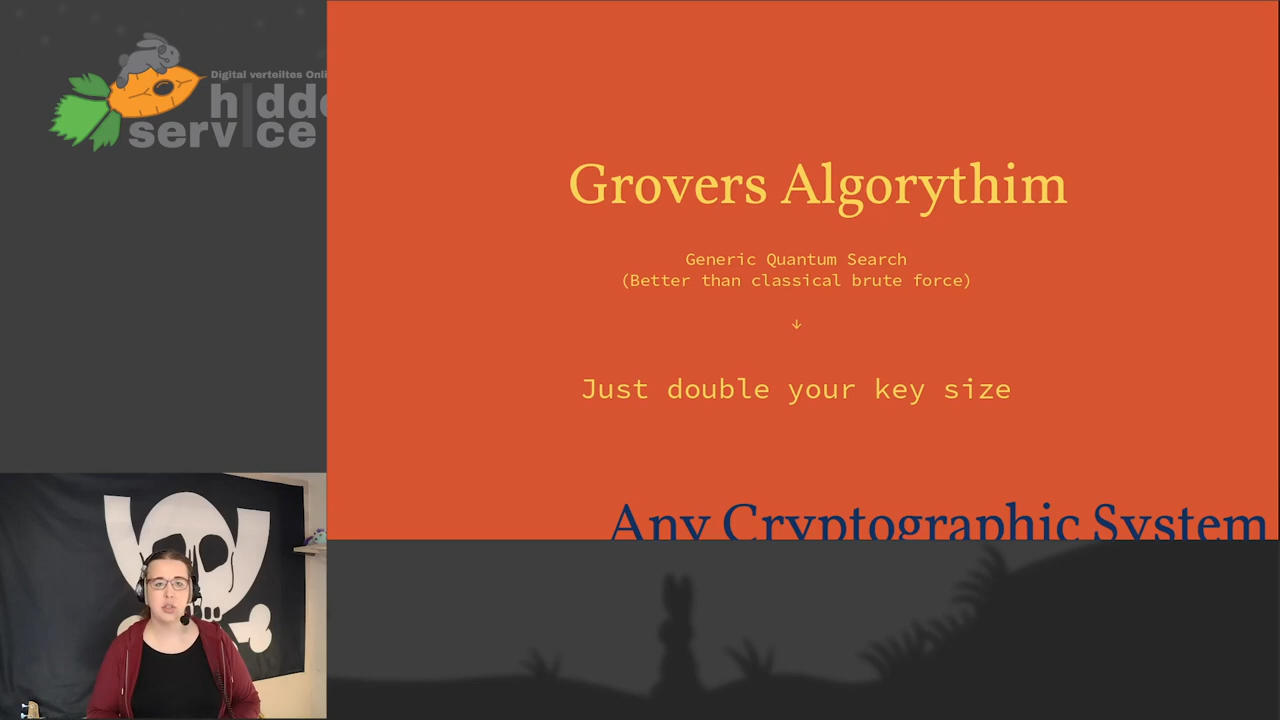 Digital verteiltes Onli
h|dde
serv|ce
Grovers Algorythim
Generic Quantum Search
(Better than classical brute force)
↓
Just double your key size
Any Cryptographic System